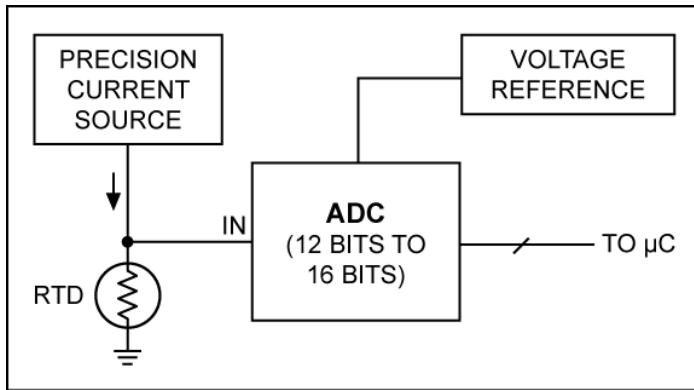 PRECISION
CURRENT
SOURCE
VOLTAGE
REFERENCE
IN
ADC
(12 BITS TO
16 BITS)
TO µC
RTD